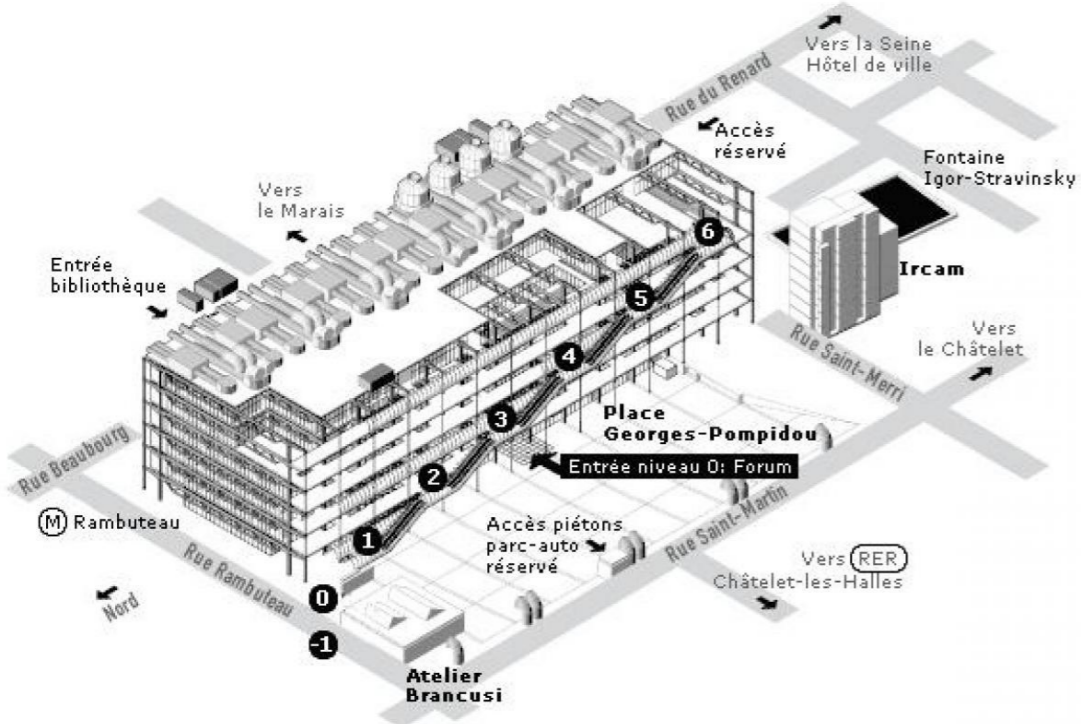 Vers la Seine
Hôtel de ville
Rue du Renard
Accès
réservé
Fontaine
Igor-Stravinsky
Vers
le Marais
6
Entrée
bibliothèque
Ircam
5
Vers
le Châtelet
4
Rue Saint-Merri
3
Place
Georges-Pompidou
Rue Beaubourg
Entrée niveau 0: Forum
2
M Rambuteau
Accès piétons
parc-auto
réservé
Rue Saint-Martin
1
Vers RER
Châtelet-les-Halles
Rue Rambuteau
Nord
0
-1
Atelier
Brancusi